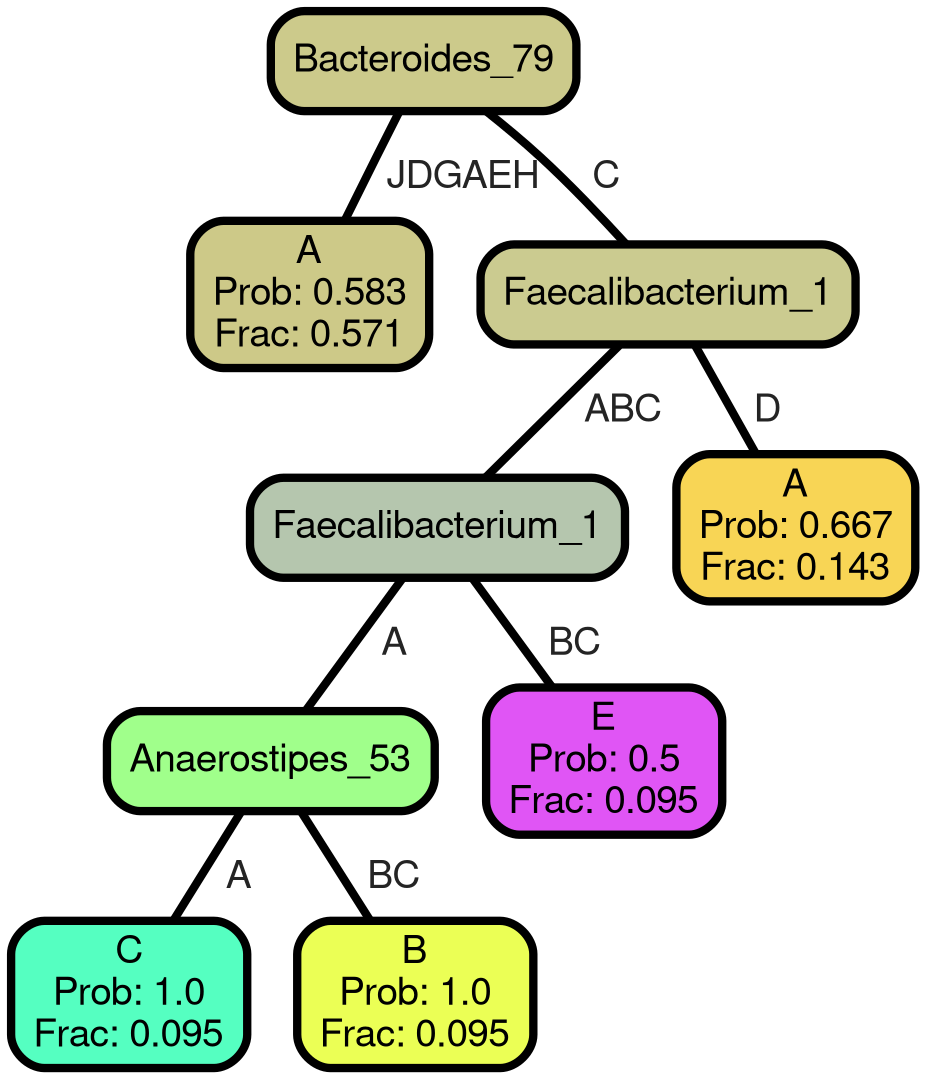 Bacteroides_79
JDGAEH
C
A
Prob: 0.583
Frac: 0.571
Faecalibacterium_1
ABC
D
Faecalibacterium_1
A
Prob: 0.667
Frac: 0.143
A
BC
Anaerostipes_53
E
Prob: 0.5
Frac: 0.095
A
BC
C
Prob: 1.0
Frac: 0.095
B
Prob: 1.0
Frac: 0.095